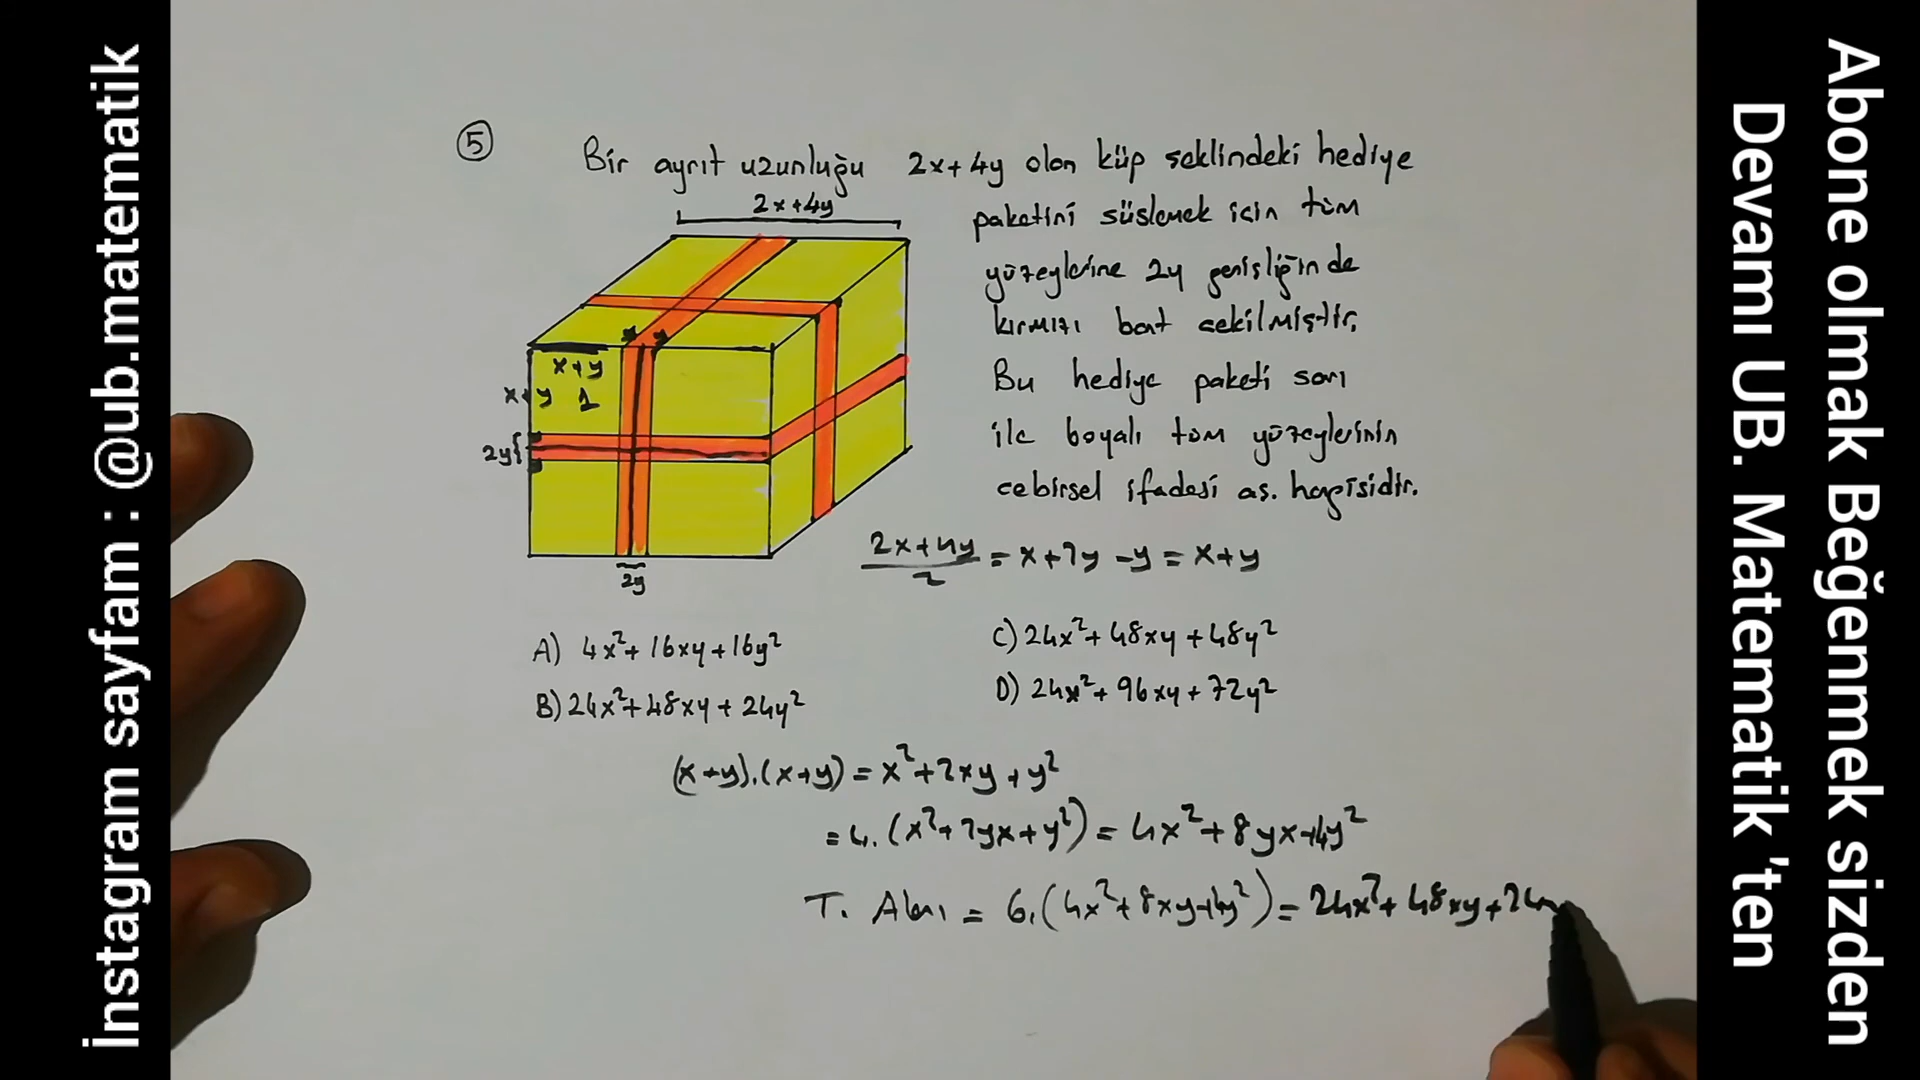 İnstagram sayfam : @ub.matematik
5
Bir ayrıt uzunluğu 2x+4y olan küp şeklindeki hediye
paketini süslemek için tüm
yüzeylerine 2y genişliğinde
kırmızı bant çekilmiştir.
Bu hediye paketi sarı
ile boyalı tüm yüzeylerinin
cebirsel ifadesi aş. hangisidir.
2x+4y
x+y
x+y 1
2y
2y
2x+4y/2 = x+2y -y = x+y
A) 4x²+16xy+16y²
B) 24x²+48xy+24y²
C) 24x²+48xy+48y²
D) 24x²+96xy+72y²
(x+y).(x+y) = x²+2xy+y²
=4.(x²+2yx+y²) = 4x²+8yx+4y²
T. Alanı = 6.(4x²+8xy+4y²) = 24x²+48xy+24
Abone olmak Beğenmek sizden
Devamı UB. Matematik 'ten